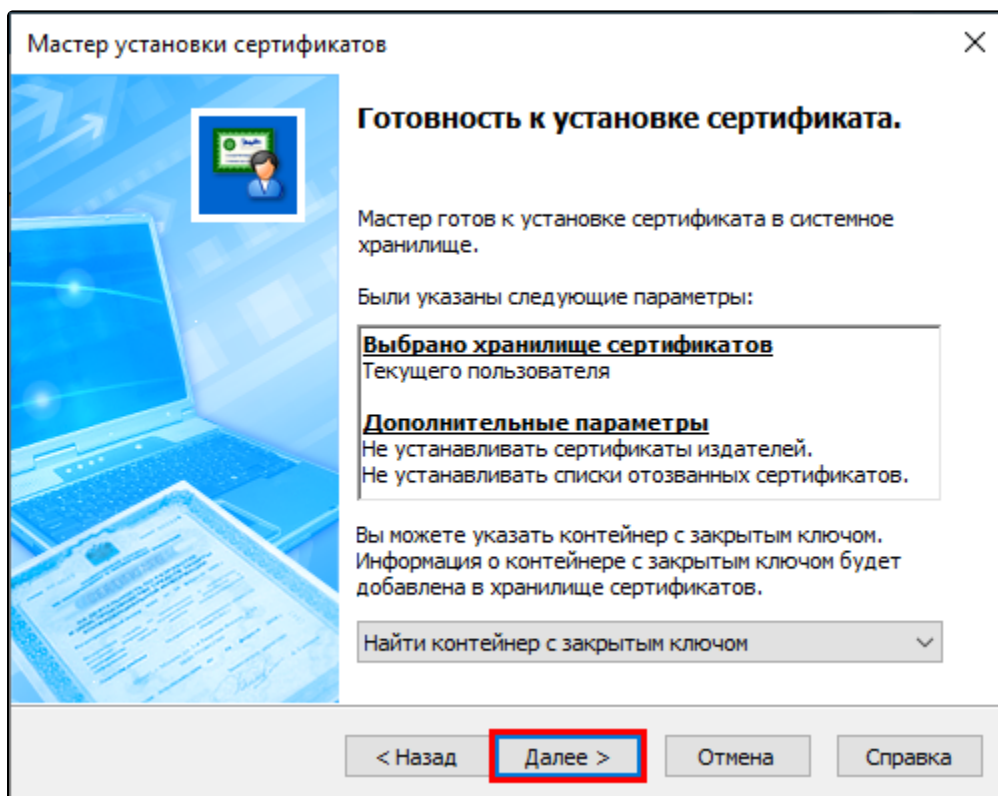 Мастер установки сертификатов
Готовность к установке сертификата.
Мастер готов к установке сертификата в системное
хранилище.
Были указаны следующие параметры:
Выбрано хранилище сертификатов
Текущего пользователя
Дополнительные параметры
Не устанавливать сертификаты издателей.
Не устанавливать списки отозванных сертификатов.
Вы можете указать контейнер с закрытым ключом.
Информация о контейнере с закрытым ключом будет
добавлена в хранилище сертификатов.
Найти контейнер с закрытым ключом
< Назад
Далее >
Отмена
Справка